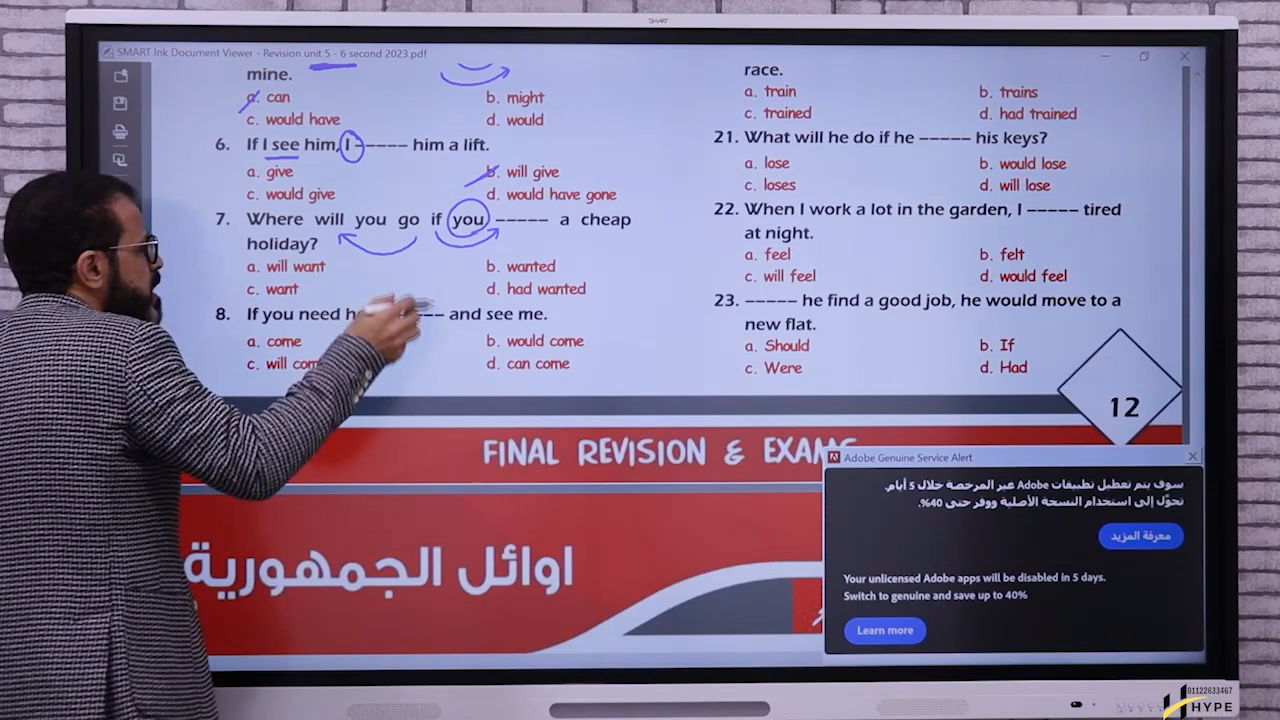 SMART
SMART Ink Document Viewer - Revision unit 5 - 6 second 2023.pdf
mine.
a. can
b. might
c. would have
d. would
6. If I see him, I ------ him a lift.
a. give
b. will give
c. would give
d. would have gone
7. Where will you go if you ----- a cheap
holiday?
a. will want
b. wanted
c. want
d. had wanted
8. If you need
and see me.
a. come
b. would come
d. can come
race.
a. train
b. trains
c. trained
d. had trained
21. What will he do if he ----- his keys?
a. lose
b. would lose
c. loses
d. will lose
22. When I work a lot in the garden, I ----- tired
at night.
a. feel
b. felt
c. will feel
d. would feel
23. ----- he find a good job, he would move to a
new flat.
a. Should
b. If
c. Were
d. Had
12
FINAL REVISION & EXAMS
اوائل الجمهورية
Adobe Genuine Service Alert
سوف يتم تعطيل تطبيقات Adobe غير المرخصة خلال 5 أيام.
تحوّل إلى استخدام النسخة الأصلية ووفر حتى 40%.
معرفة المزيد
Your unlicensed Adobe apps will be disabled in 5 days.
Switch to genuine and save up to 40%
Learn more
01122633467
HYPE